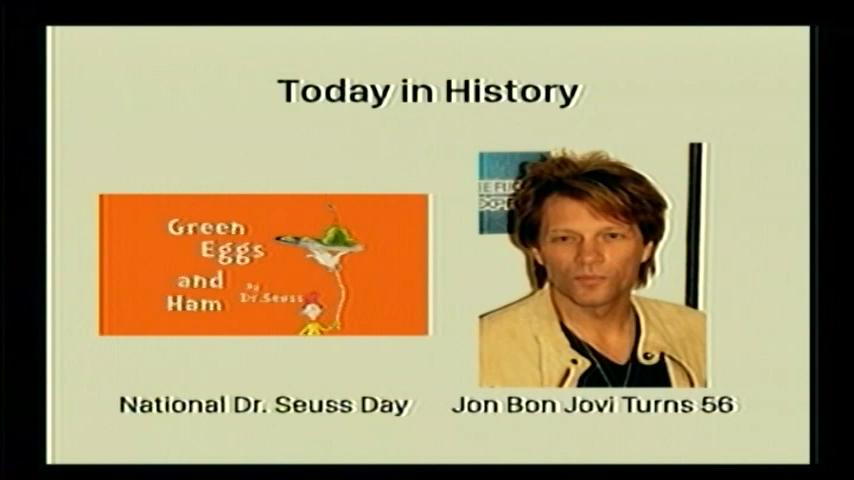 Today in History
Green
Eggs
and
Ham
By
Dr. Seuss
National Dr. Seuss Day
Jon Bon Jovi Turns 56